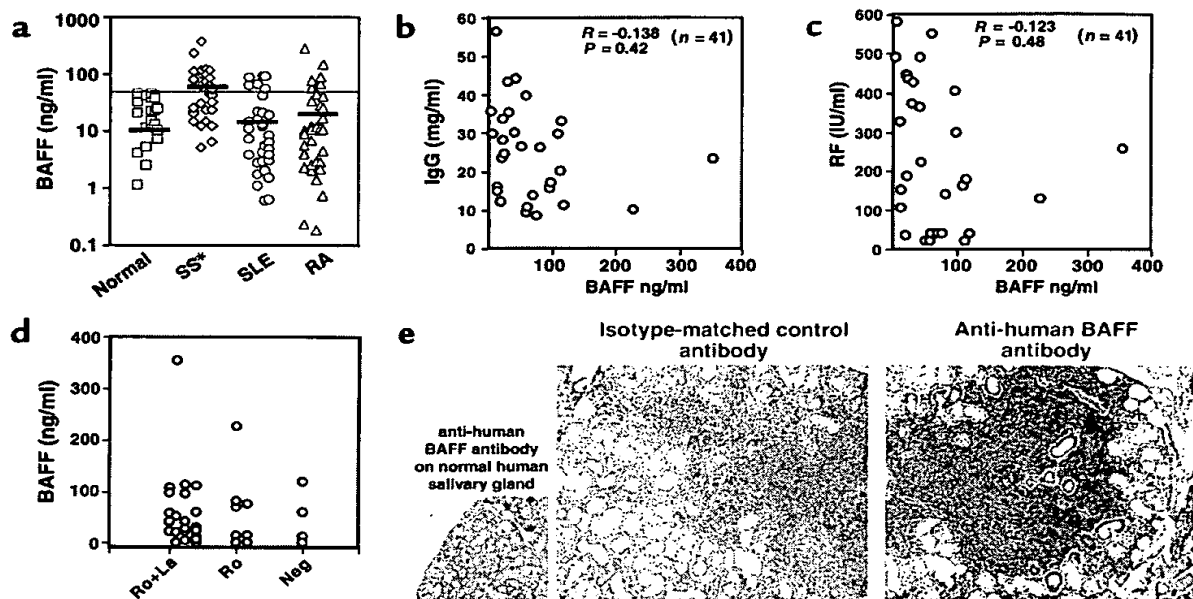 a
1000
100
10
1
0.1
BAFF (ng/ml)
Normal
SS*
SLE
RA
b
60
50
40
30
20
10
0
IgG (mg/ml)
R = -0.138
P = 0.42
(n = 41)
100
200
300
400
BAFF ng/ml
c
600
500
400
300
200
100
0
RF (IU/ml)
R = -0.123
P = 0.48
(n = 41)
100
200
300
400
BAFF ng/ml
d
400
300
200
100
0
BAFF (ng/ml)
Ro+La
Ro
Neg
e
Isotype-matched control
antibody
Anti-human BAFF
antibody
anti-human
BAFF antibody
on normal human
salivary gland